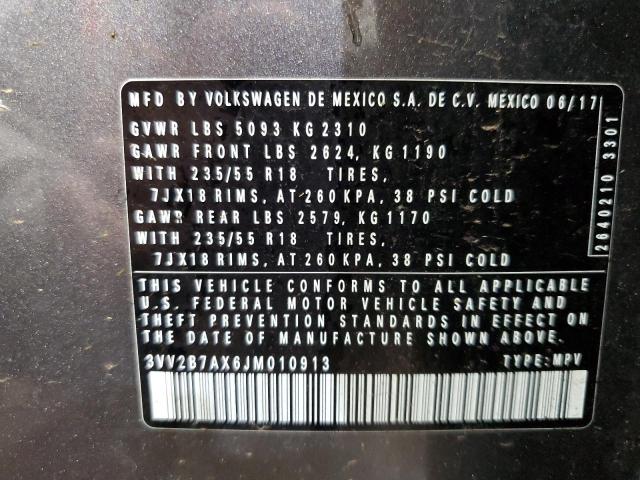 MFD BY VOLKSWAGEN DE MEXICO S.A. DE C.V. MEXICO 06/17
GVWR LBS 5093 KG 2310
GAWR FRONT LBS 2624, KG 1190
WITH 235/55 R18 TIRES,
7JX18 RIMS, AT 260 KPA, 38 PSI COLD
GAWR REAR LBS 2579, KG 1170
WITH 235/55 R18 TIRES,
7JX18 RIMS, AT 260 KPA, 38 PSI COLD
2640210 3301
THIS VEHICLE CONFORMS TO ALL APPLICABLE
U.S. FEDERAL MOTOR VEHICLE SAFETY AND
THEFT PREVENTION STANDARDS IN EFFECT ON
THE DATE OF MANUFACTURE SHOWN ABOVE.
3VV2B7AX6JM010913 TYPE: MPV